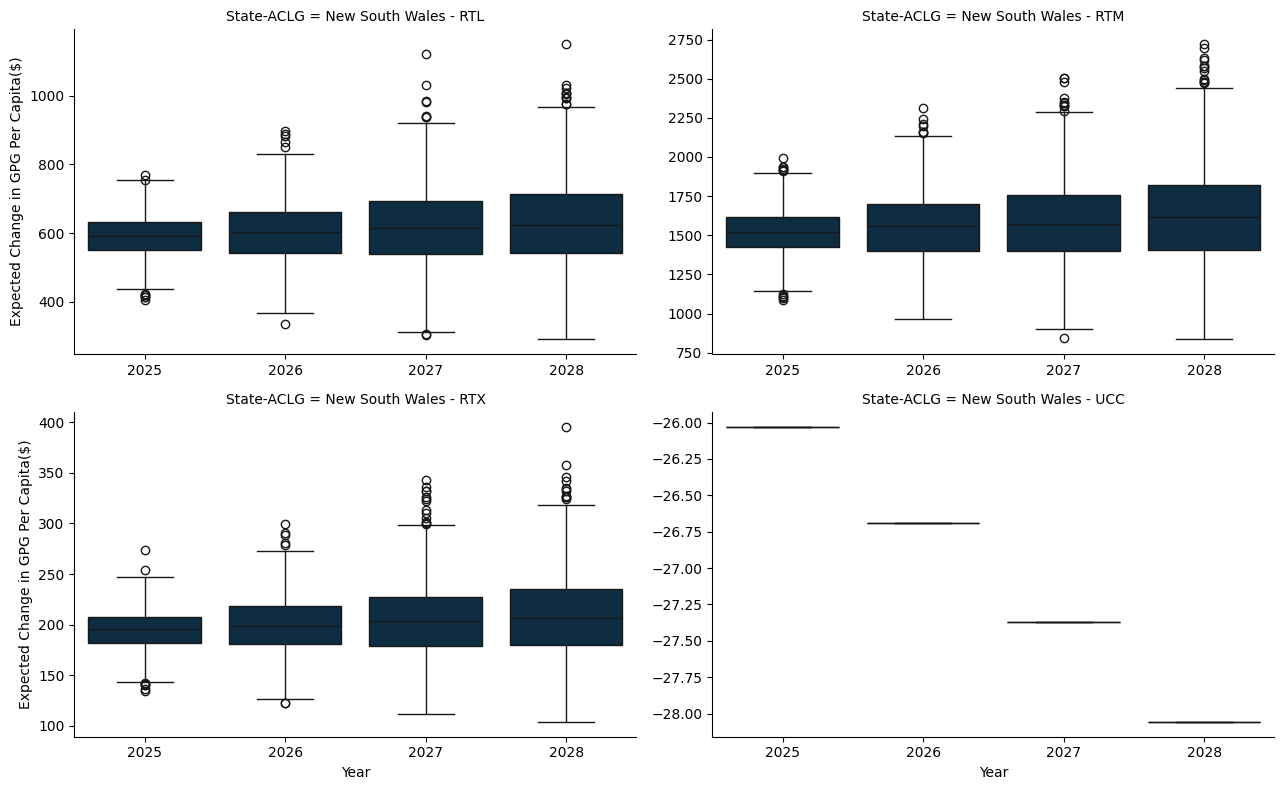 State-ACLG = New South Wales - RTL
Expected Change in GPG Per Capita($)
1000
800
600
400
2025 2026 2027 2028
State-ACLG = New South Wales - RTM
2750
2500
2250
2000
1750
1500
1250
1000
750
2025 2026 2027 2028
State-ACLG = New South Wales - RTX
Expected Change in GPG Per Capita($)
400
350
300
250
200
150
100
2025 2026 2027 2028
Year
State-ACLG = New South Wales - UCC
−26.00
−26.25
−26.50
−26.75
−27.00
−27.25
−27.50
−27.75
−28.00
2025 2026 2027 2028
Year